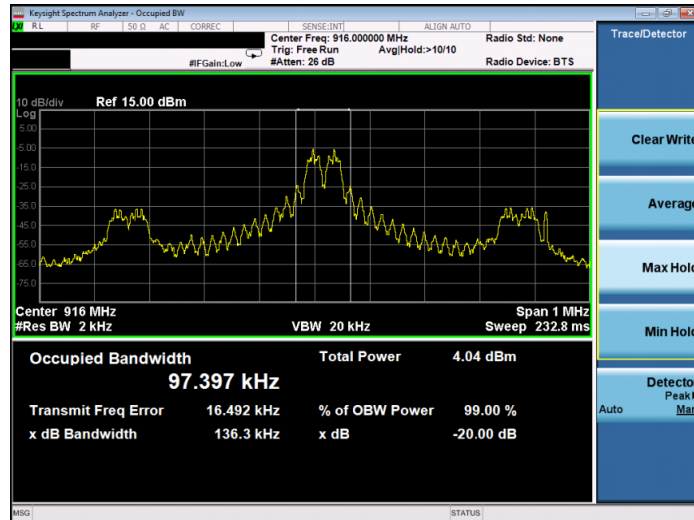 Keysight Spectrum Analyzer - Occupied BW
LXI RL RF 50 Ω AC CORREC SENSE:INT ALIGN AUTO
Center Freq: 916.000000 MHz Radio Std: None
Trig: Free Run Avg|Hold:>10/10
#IFGain:Low #Atten: 26 dB Radio Device: BTS
Trace/Detector
10 dB/div Ref 15.00 dBm
Log
5.00
-5.00
-15.0
-25.0
-35.0
-45.0
-55.0
-65.0
-75.0
Center 916 MHz Span 1 MHz
#Res BW 2 kHz VBW 20 kHz Sweep 232.8 ms
Occupied Bandwidth Total Power 4.04 dBm
97.397 kHz
Transmit Freq Error 16.492 kHz % of OBW Power 99.00 %
x dB Bandwidth 136.3 kHz x dB -20.00 dB
Clear Write
Average
Max Hold
Min Hold
Detecto
Peak
Auto Man
MSG STATUS